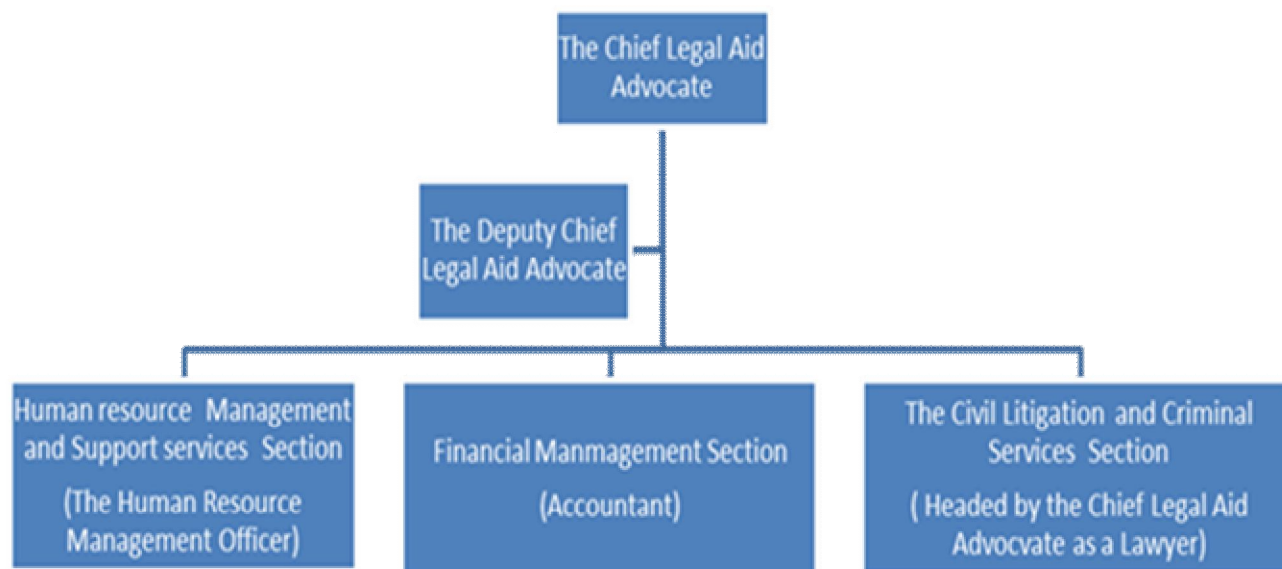 The Chief Legal Aid
Advocate
The Deputy Chief
Legal Aid Advocate
Human resource Management
and Support services Section
(The Human Resource
Management Officer)
Financial Manmagement Section
(Accountant)
The Civil Litigation and Criminal
Services Section
( Headed by the Chief Legal Aid
Advocvate as a Lawyer)